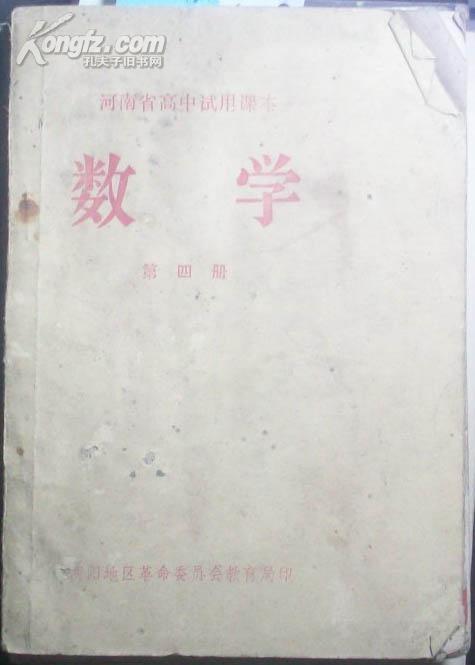 Kongfz.com
孔夫子旧书网
河南省高中试用课本
数学
第四册
阳地区革命委员会教育局印